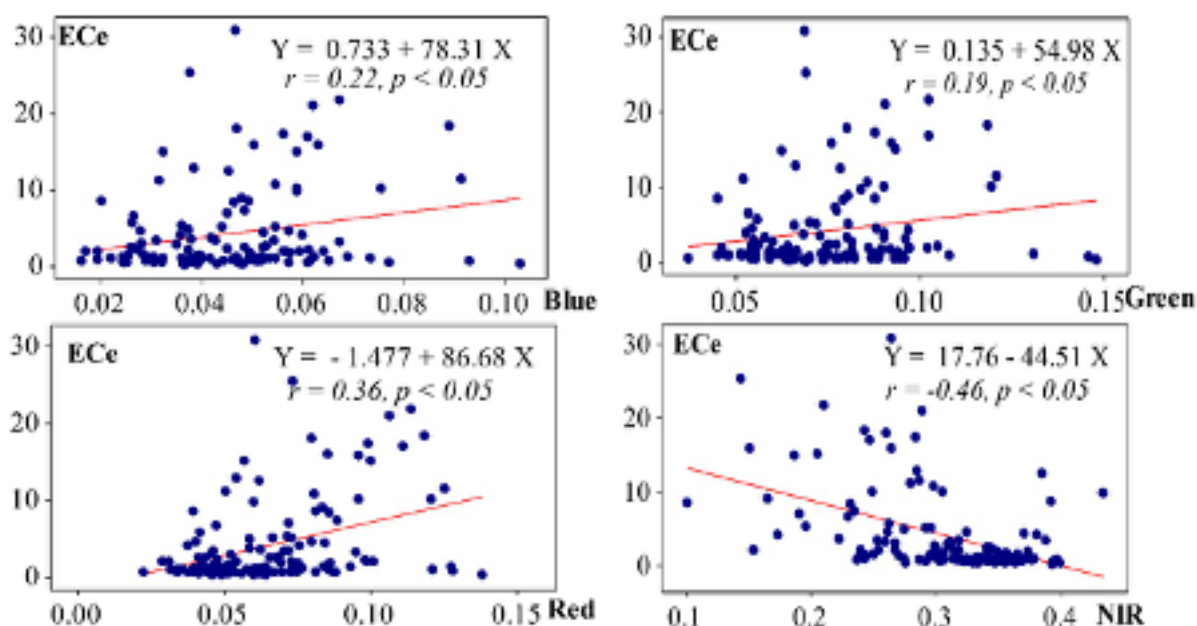 ECe
Y = 0.733 + 78.31 X
r = 0.22, p < 0.05
30
20
10
0
0.02 0.04 0.06 0.08 0.10 Blue
ECe
Y = 0.135 + 54.98 X
r = 0.19, p < 0.05
30
20
10
0
0.05 0.10 0.15 Green
ECe
Y = - 1.477 + 86.68 X
r = 0.36, p < 0.05
30
20
10
0
0.00 0.05 0.10 0.15 Red
ECe
Y = 17.76 - 44.51 X
r = -0.46, p < 0.05
30
20
10
0
0.1 0.2 0.3 0.4 NIR